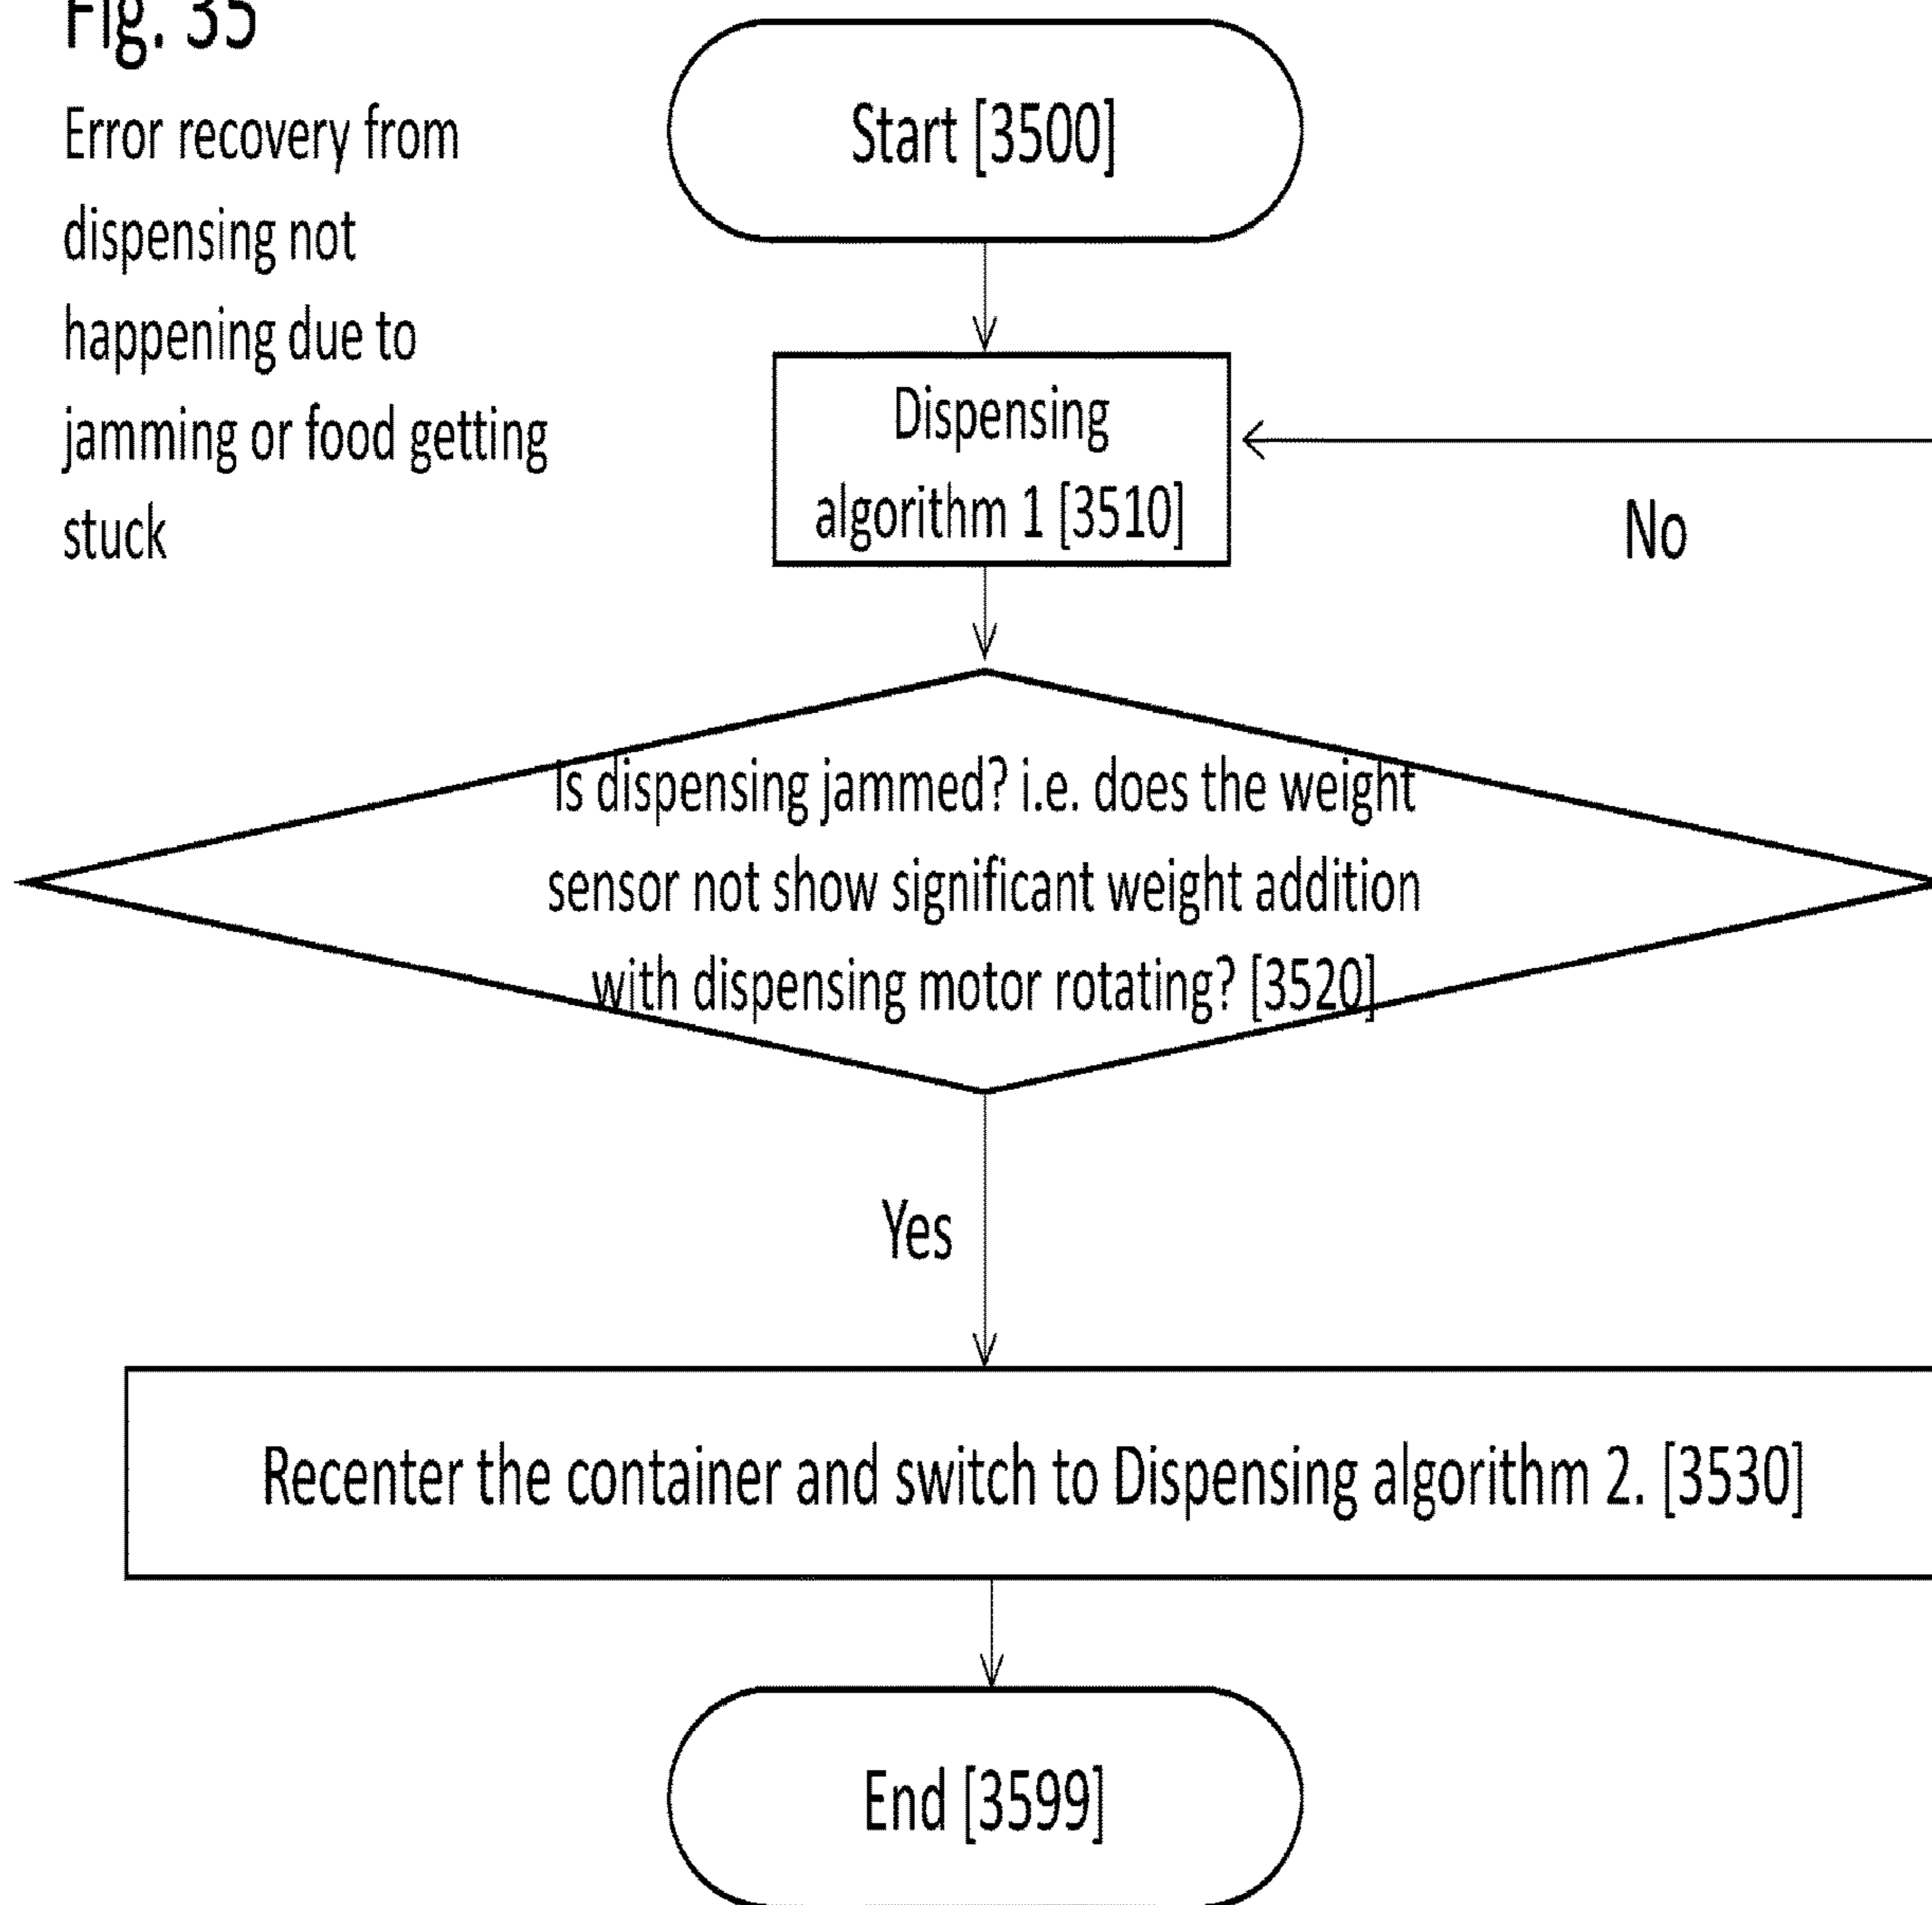 Fig. 35
Error recovery from
dispensing not
happening due to
jamming or food getting
stuck
Start [3500]
Dispensing
algorithm 1 [3510]
No
Is dispensing jammed? i.e. does the weight
sensor not show significant weight addition
with dispensing motor rotating? [3520]
Yes
Recenter the container and switch to Dispensing algorithm 2. [3530]
End [3599]